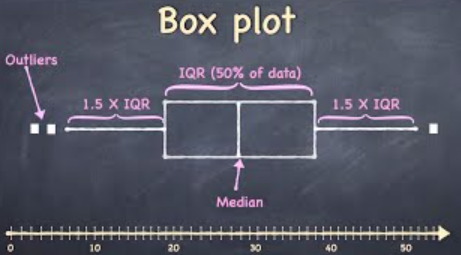 Box plot
Outliers
IQR (50% of data)
1.5 X IQR
1.5 X IQR
Median
0 10 20 30 40 50